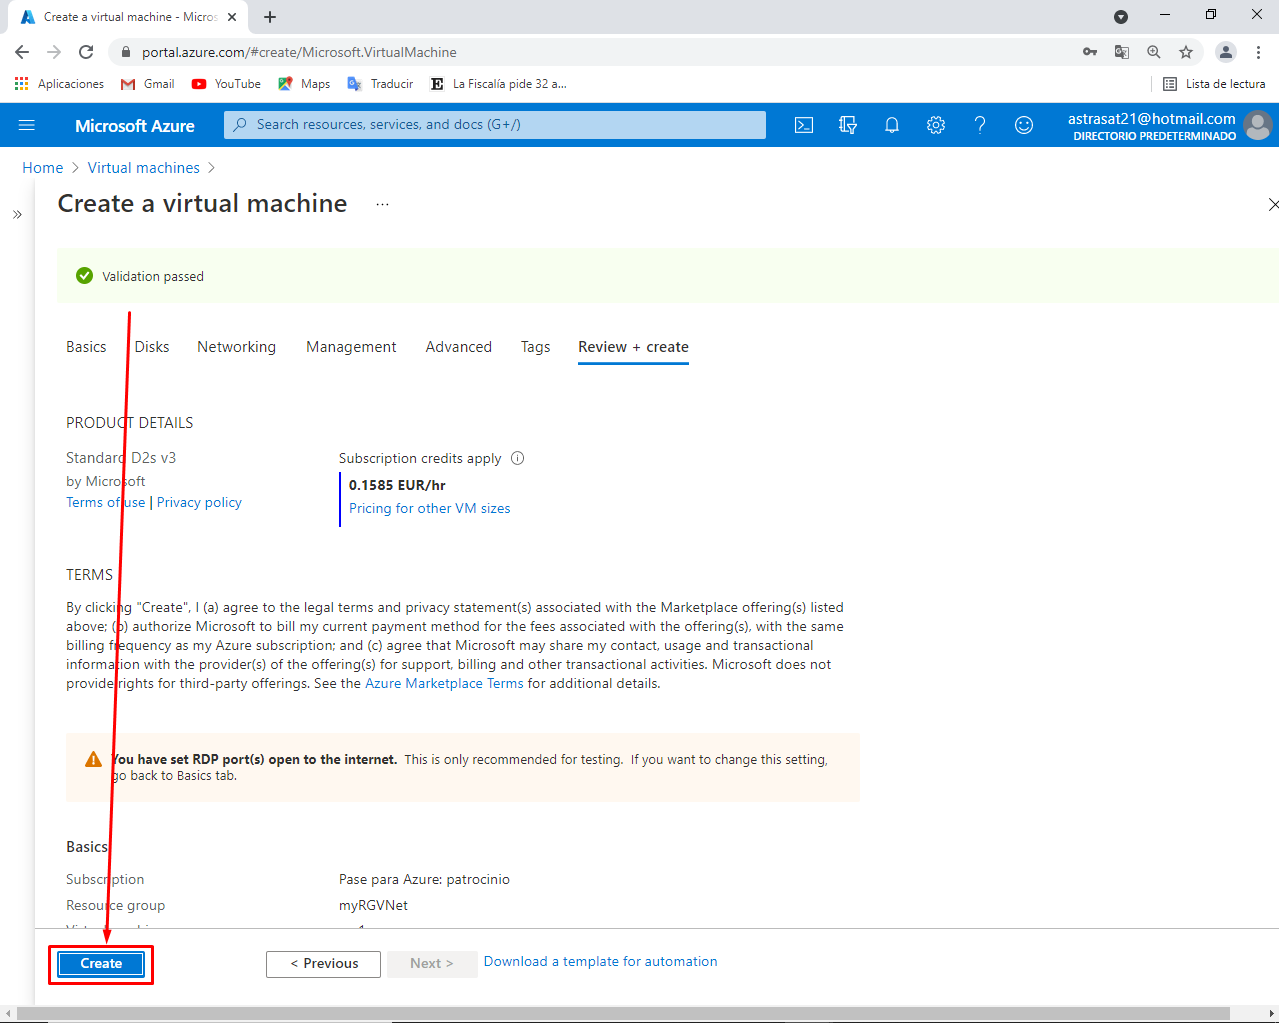 Create a virtual machine - Micros
portal.azure.com/#create/Microsoft.VirtualMachine
Aplicaciones Gmail YouTube Maps Traducir E La Fiscalía pide 32 a... Lista de lectura
Microsoft Azure Search resources, services, and docs (G+/) astrasat21@hotmail.com
DIRECTORIO PREDETERMINADO
Home > Virtual machines >
Create a virtual machine ...
Validation passed
Basics Disks Networking Management Advanced Tags Review + create
PRODUCT DETAILS
Standard D2s v3
by Microsoft
Terms of use | Privacy policy
Subscription credits apply
0.1585 EUR/hr
Pricing for other VM sizes
TERMS
By clicking "Create", I (a) agree to the legal terms and privacy statement(s) associated with the Marketplace offering(s) listed
above; (b) authorize Microsoft to bill my current payment method for the fees associated with the offering(s), with the same
billing frequency as my Azure subscription; and (c) agree that Microsoft may share my contact, usage and transactional
information with the provider(s) of the offering(s) for support, billing and other transactional activities. Microsoft does not
provide rights for third-party offerings. See the Azure Marketplace Terms for additional details.
You have set RDP port(s) open to the internet. This is only recommended for testing. If you want to change this setting,
go back to Basics tab.
Basics
Subscription Pase para Azure: patrocinio
Resource group myRGVNet
Create < Previous Next > Download a template for automation